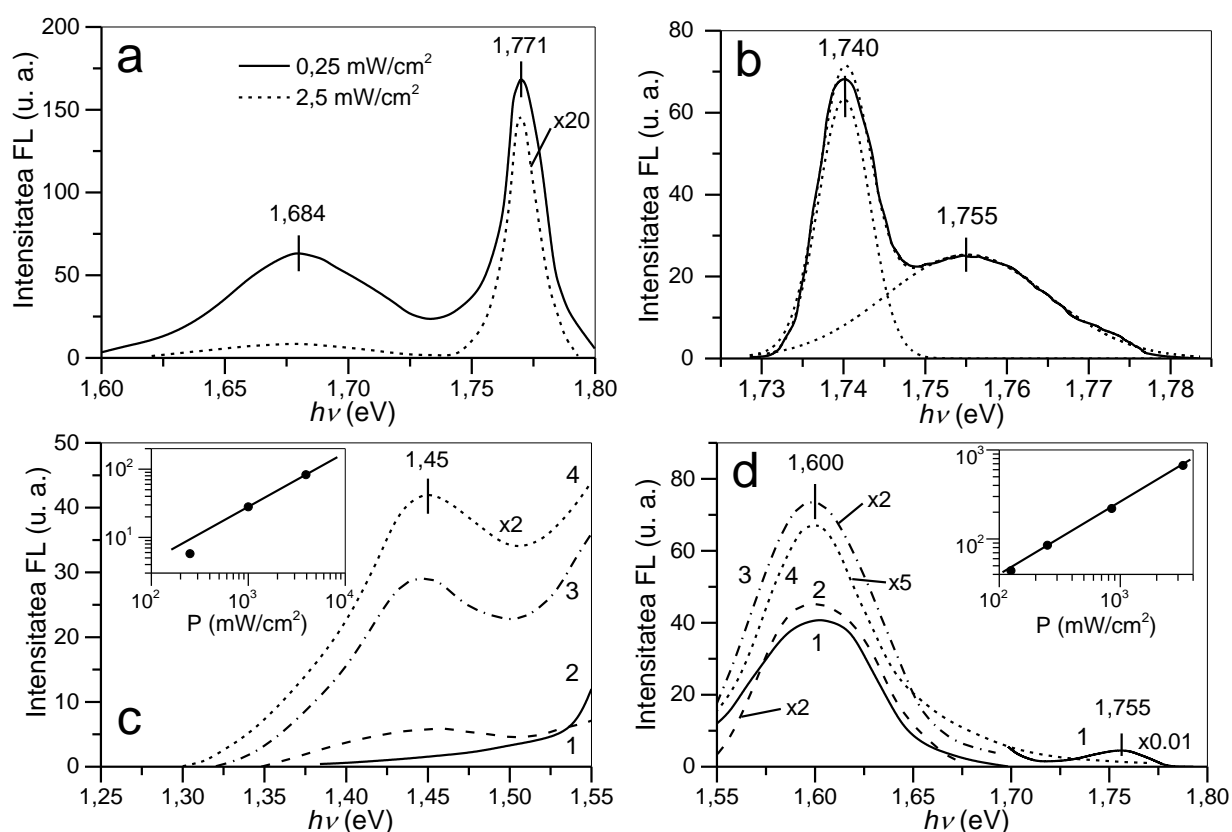 a
0,25 mW/cm²
2,5 mW/cm²
1,771
x20
1,684
200
150
100
50
0
Intensitatea FL (u. a.)
1,60 1,65 1,70 1,75 1,80
hν (eV)
b
1,740
1,755
80
60
40
20
0
Intensitatea FL (u. a.)
1,73 1,74 1,75 1,76 1,77 1,78
hν (eV)
c
1,45
4
x2
3
2
1
10²
10¹
10² 10³ 10⁴
P (mW/cm²)
50
45
40
35
30
25
20
15
10
5
0
Intensitatea FL (u. a.)
1,25 1,30 1,35 1,40 1,45 1,50 1,55
hν (eV)
d
1,600
x2
3
4
x5
2
1
x2
1,755
1
x0.01
10³
10²
10² 10³
P (mW/cm²)
80
60
40
20
0
Intensitatea FL (u. a.)
1,55 1,60 1,65 1,70 1,75 1,80
hν (eV)